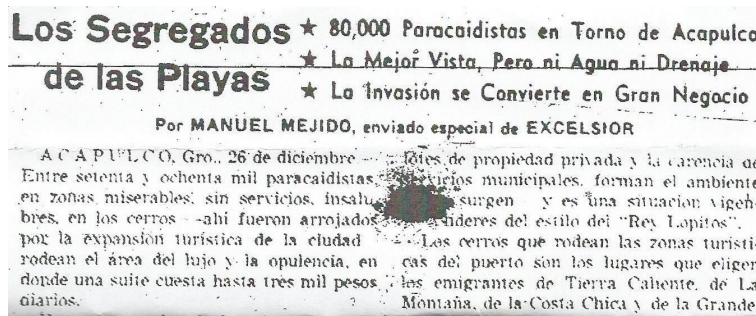 Los Segregados
de las Playas
★ 80,000 Paracaidistas en Torno de Acapulco
★ La Mejor Vista, Pero ni Agua ni Drenaje
★ La Invasión se Convierte en Gran Negocio
Por MANUEL MEJIDO, enviado especial de EXCELSIOR
ACAPULCO, Gro., 26 de diciembre
Entre setenta y ochenta mil paracaidistas
en zonas miserables, sin servicios, insalu
bres, en los cerros --ahí fueron arrojados
por la expansión turística de la ciudad
rodean el área del lujo y la opulencia, en
donde una suite cuesta hasta tres mil pesos
diarios.
lotes de propiedad privada y la carencia de
servicios municipales, forman el ambiente
surgen y es una situación vigen
líderes del estilo del "Rey Lopitos".
Los cerros que rodean las zonas turísti-
cas del puerto son los lugares que eligen
los emigrantes de Tierra Caliente, de La
Montaña, de la Costa Chica y de la Grande